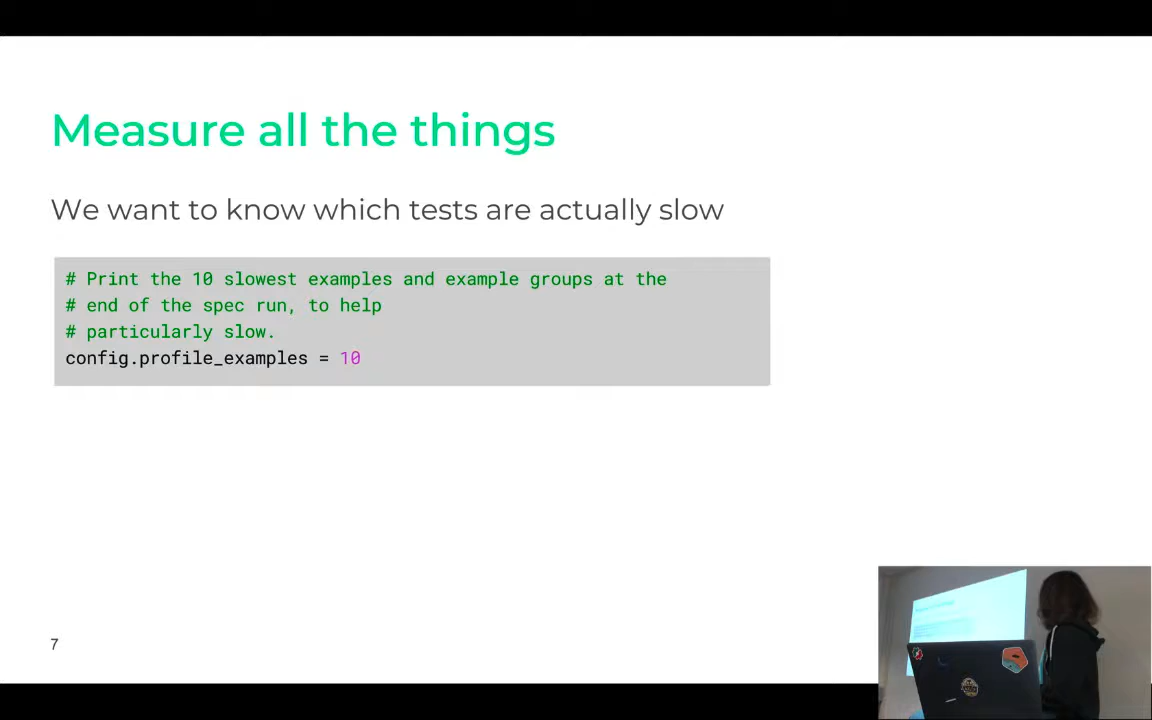 Measure all the things
We want to know which tests are actually slow
# Print the 10 slowest examples and example groups at the
# end of the spec run, to help
# particularly slow.
config.profile_examples = 10
7